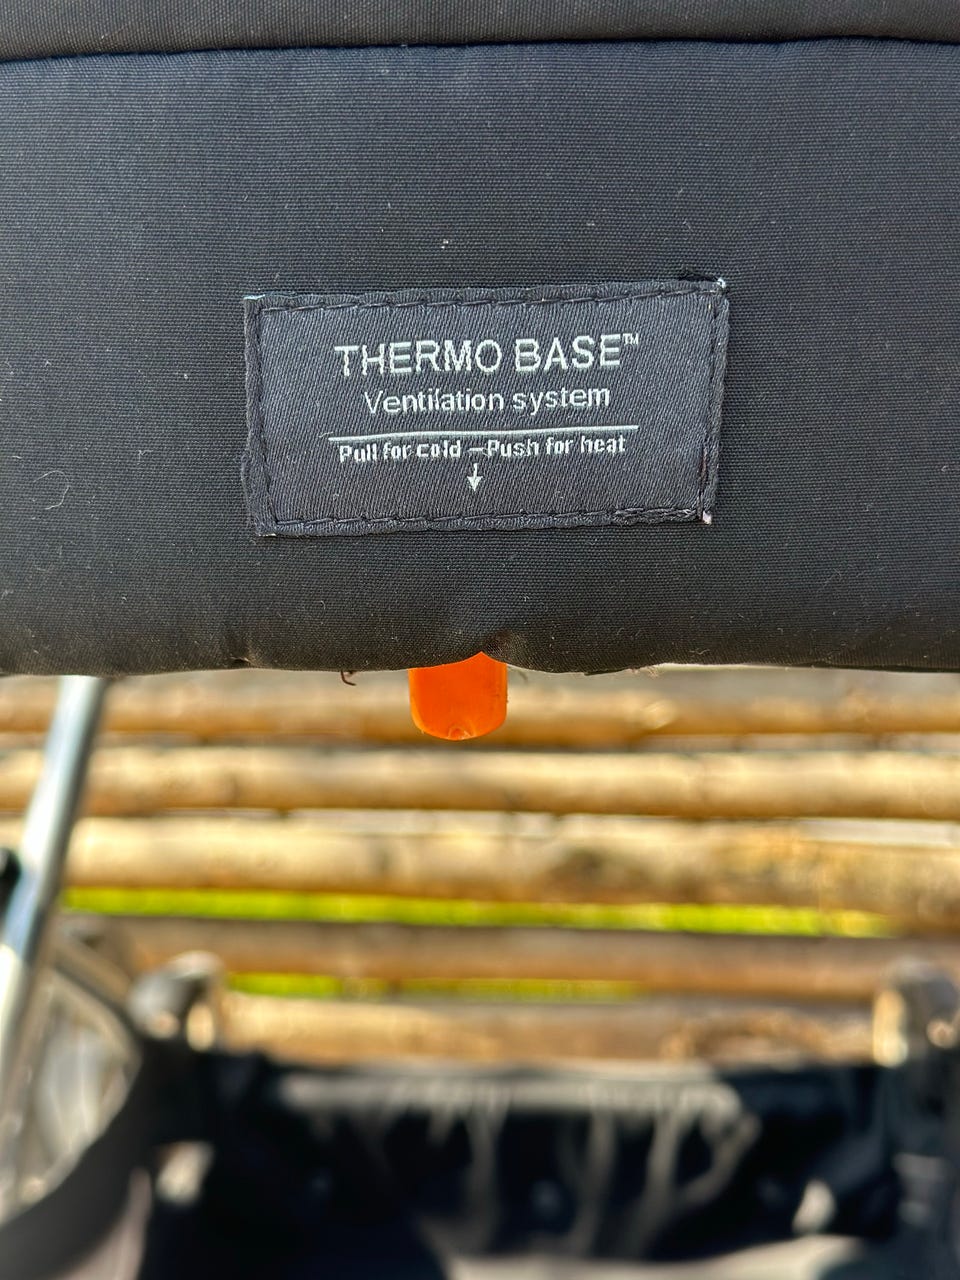 THERMO BASE™
Ventilation system
Pull for cold – Push for heat